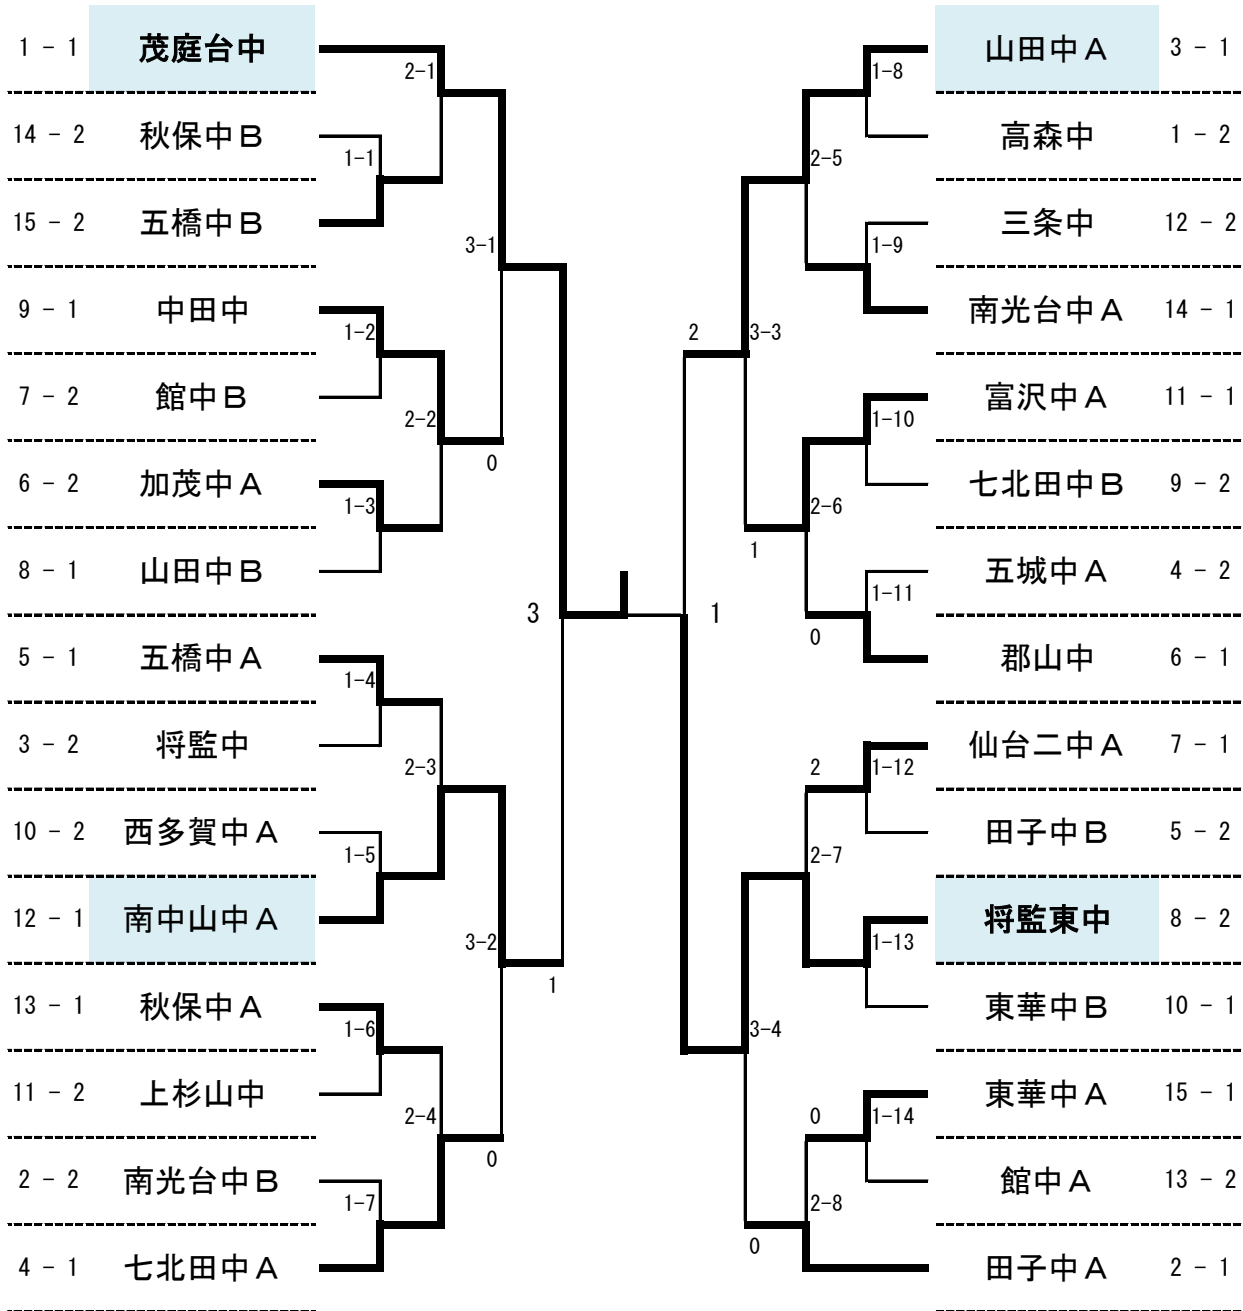 1 - 1 茂庭台中
14 - 2 秋保中Ｂ
15 - 2 五橋中Ｂ
9 - 1 中田中
7 - 2 館中Ｂ
6 - 2 加茂中Ａ
8 - 1 山田中Ｂ
5 - 1 五橋中Ａ
3 - 2 将監中
10 - 2 西多賀中Ａ
12 - 1 南中山中Ａ
13 - 1 秋保中Ａ
11 - 2 上杉山中
2 - 2 南光台中Ｂ
4 - 1 七北田中Ａ
2-1
1-1
3-1
1-2
2-2
0
1-3
1-4
2-3
1-5
3-2
1
1-6
2-4
0
1-7
3
1
2
1-8
2-5
1-9
3-3
1-10
2-6
1
1-11
0
2
1-12
2-7
1-13
3-4
0
1-14
2-8
0
山田中Ａ 3 - 1
高森中 1 - 2
三条中 12 - 2
南光台中Ａ 14 - 1
富沢中Ａ 11 - 1
七北田中Ｂ 9 - 2
五城中Ａ 4 - 2
郡山中 6 - 1
仙台二中Ａ 7 - 1
田子中Ｂ 5 - 2
将監東中 8 - 2
東華中Ｂ 10 - 1
東華中Ａ 15 - 1
館中Ａ 13 - 2
田子中Ａ 2 - 1